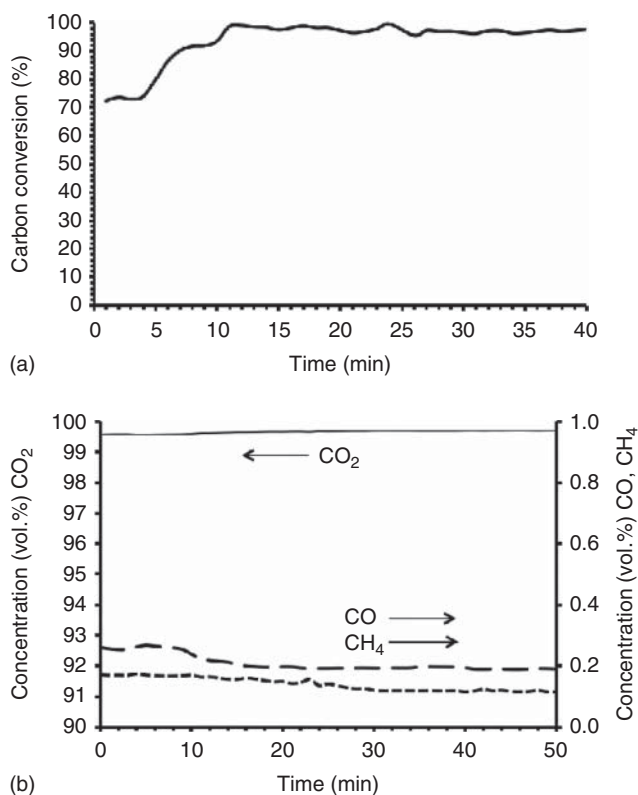 Carbon conversion (%)
100
90
80
70
60
50
40
30
20
10
0
0 5 10 15 20 25 30 35 40
Time (min)
(a)
Concentration (vol.%) CO₂
100
99
98
97
96
95
94
93
92
91
90
CO₂
CO
CH₄
1.0
0.8
0.6
0.4
0.2
0.0
Concentration (vol.%) CO, CH₄
0 10 20 30 40 50
Time (min)
(b)